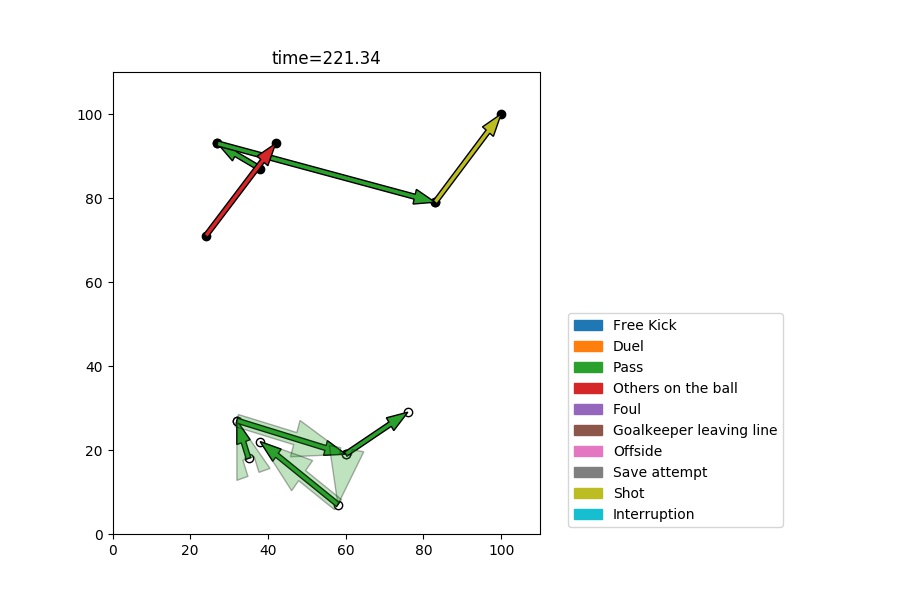 time=221.34
100
80
60
40
20
0
0 20 40 60 80 100
Free Kick
Duel
Pass
Others on the ball
Foul
Goalkeeper leaving line
Offside
Save attempt
Shot
Interruption